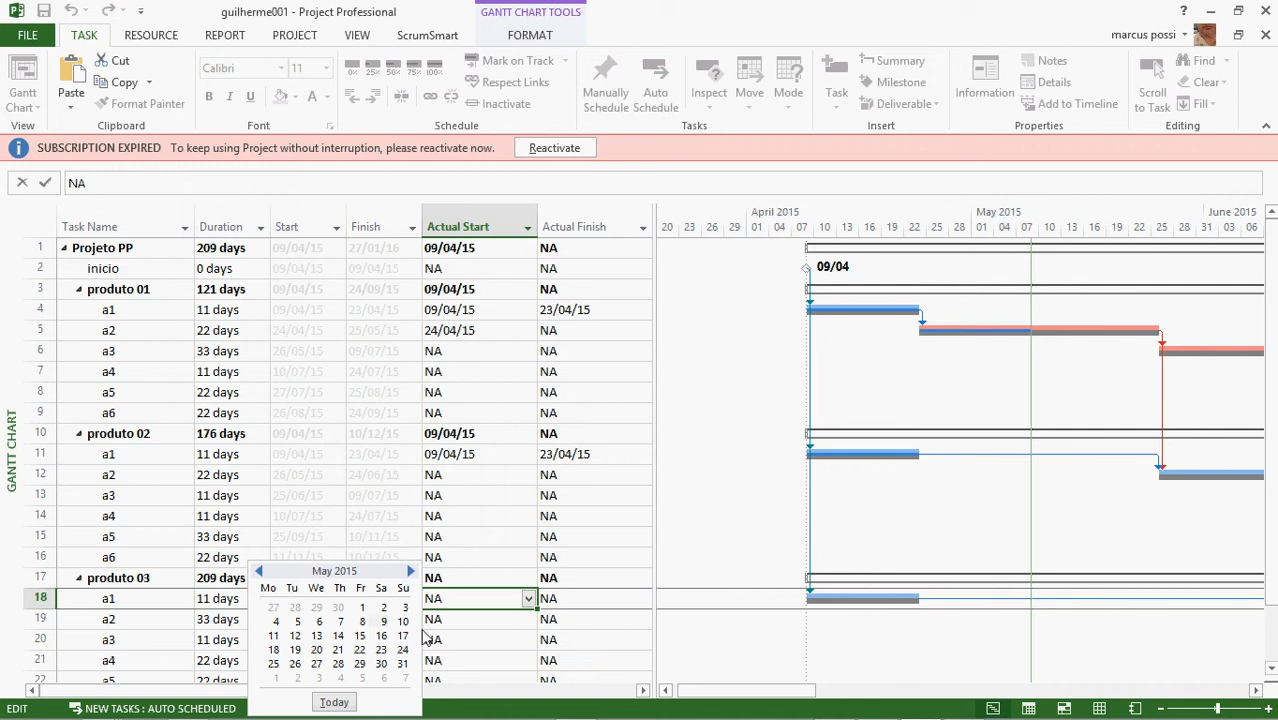 guilherme001 - Project Professional
GANTT CHART TOOLS
FILE TASK RESOURCE REPORT PROJECT VIEW ScrumSmart FORMAT marcus possi
Gantt Chart
View
Paste
Cut
Copy
Format Painter
Clipboard
Calibri 11
B I U A
Font
0% 25% 50% 75% 100%
Mark on Track
Respect Links
Inactivate
Schedule
Manually Schedule
Auto Schedule
Inspect
Move
Mode
Tasks
Task
Summary
Milestone
Deliverable
Insert
Information
Notes
Details
Add to Timeline
Properties
Scroll to Task
Find
Clear
Fill
Editing
SUBSCRIPTION EXPIRED To keep using Project without interruption, please reactivate now. Reactivate
NA
April 2015 May 2015 June 2015
Task Name Duration Start Finish Actual Start Actual Finish 20 23 26 29 01 04 07 10 13 16 19 22 25 28 01 04 07 10 13 16 19 22 25 28 31 03 06
1 Projeto PP 209 days 09/04/15 27/01/16 09/04/15 NA
2 inicio 0 days 09/04/15 09/04/15 NA NA 09/04
3 produto 01 121 days 09/04/15 24/09/15 09/04/15 NA
4 a1 11 days 09/04/15 23/04/15 09/04/15 23/04/15
5 a2 22 days 24/04/15 25/05/15 24/04/15 NA
6 a3 33 days 26/05/15 09/07/15 NA NA
7 a4 11 days 10/07/15 24/07/15 NA NA
8 a5 22 days 27/07/15 25/08/15 NA NA
9 a6 22 days 26/08/15 24/09/15 NA NA
10 produto 02 176 days 09/04/15 10/12/15 09/04/15 NA
11 a1 11 days 09/04/15 23/04/15 09/04/15 23/04/15
12 a2 22 days 26/05/15 24/06/15 NA NA
13 a3 11 days 25/06/15 09/07/15 NA NA
14 a4 11 days 10/07/15 24/07/15 NA NA
15 a5 33 days 25/09/15 10/11/15 NA NA
16 a6 22 days 11/11/15 10/12/15 NA NA
17 produto 03 209 days NA NA
18 a1 11 days NA NA
19 a2 33 days NA NA
20 a3 11 days NA NA
21 a4 11 days NA NA
22 a5 22 days NA NA
May 2015
Mo Tu We Th Fr Sa Su
27 28 29 30 1 2 3
4 5 6 7 8 9 10
11 12 13 14 15 16 17
18 19 20 21 22 23 24
25 26 27 28 29 30 31
1 2 3 4 5 6 7
Today
GANTT CHART
EDIT NEW TASKS : AUTO SCHEDULED